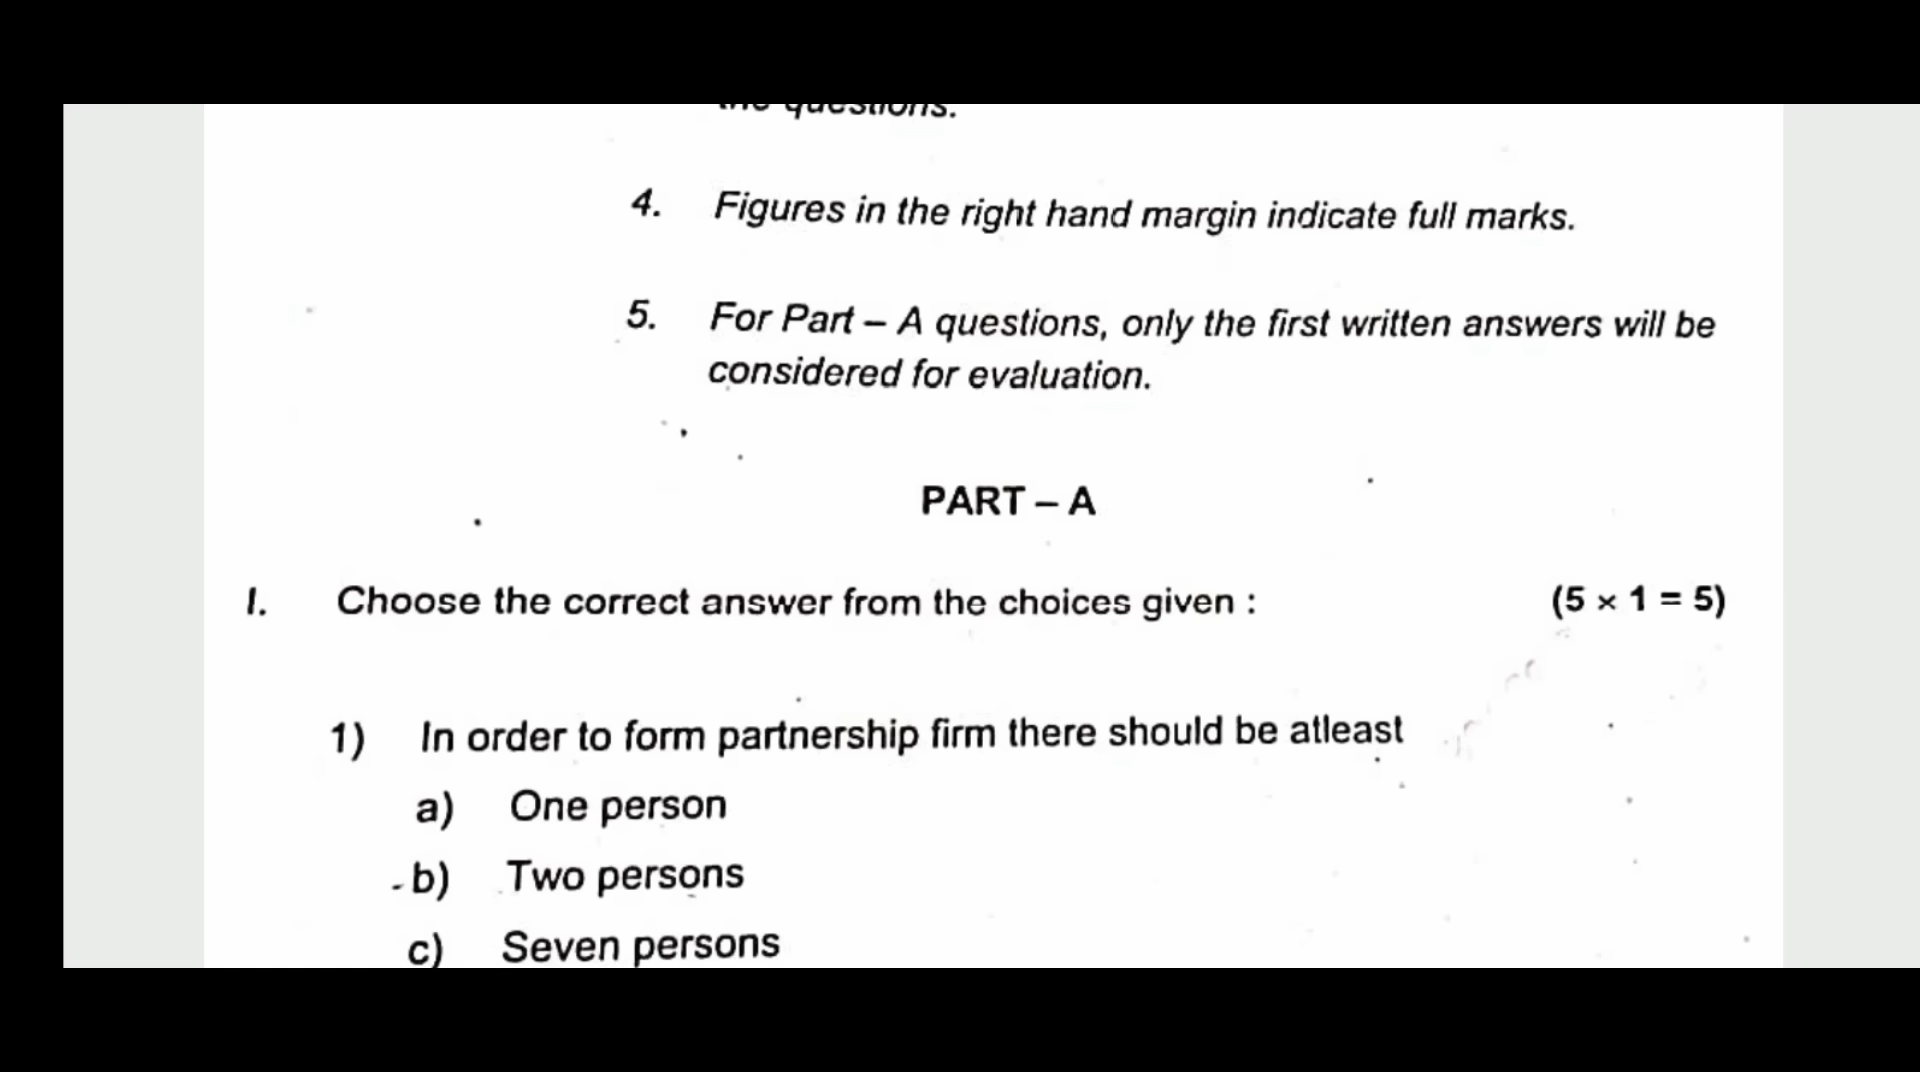 the questions.
4. Figures in the right hand margin indicate full marks.
5. For Part – A questions, only the first written answers will be
considered for evaluation.
PART – A
I. Choose the correct answer from the choices given : (5 × 1 = 5)
1) In order to form partnership firm there should be atleast
a) One person
b) Two persons
c) Seven persons